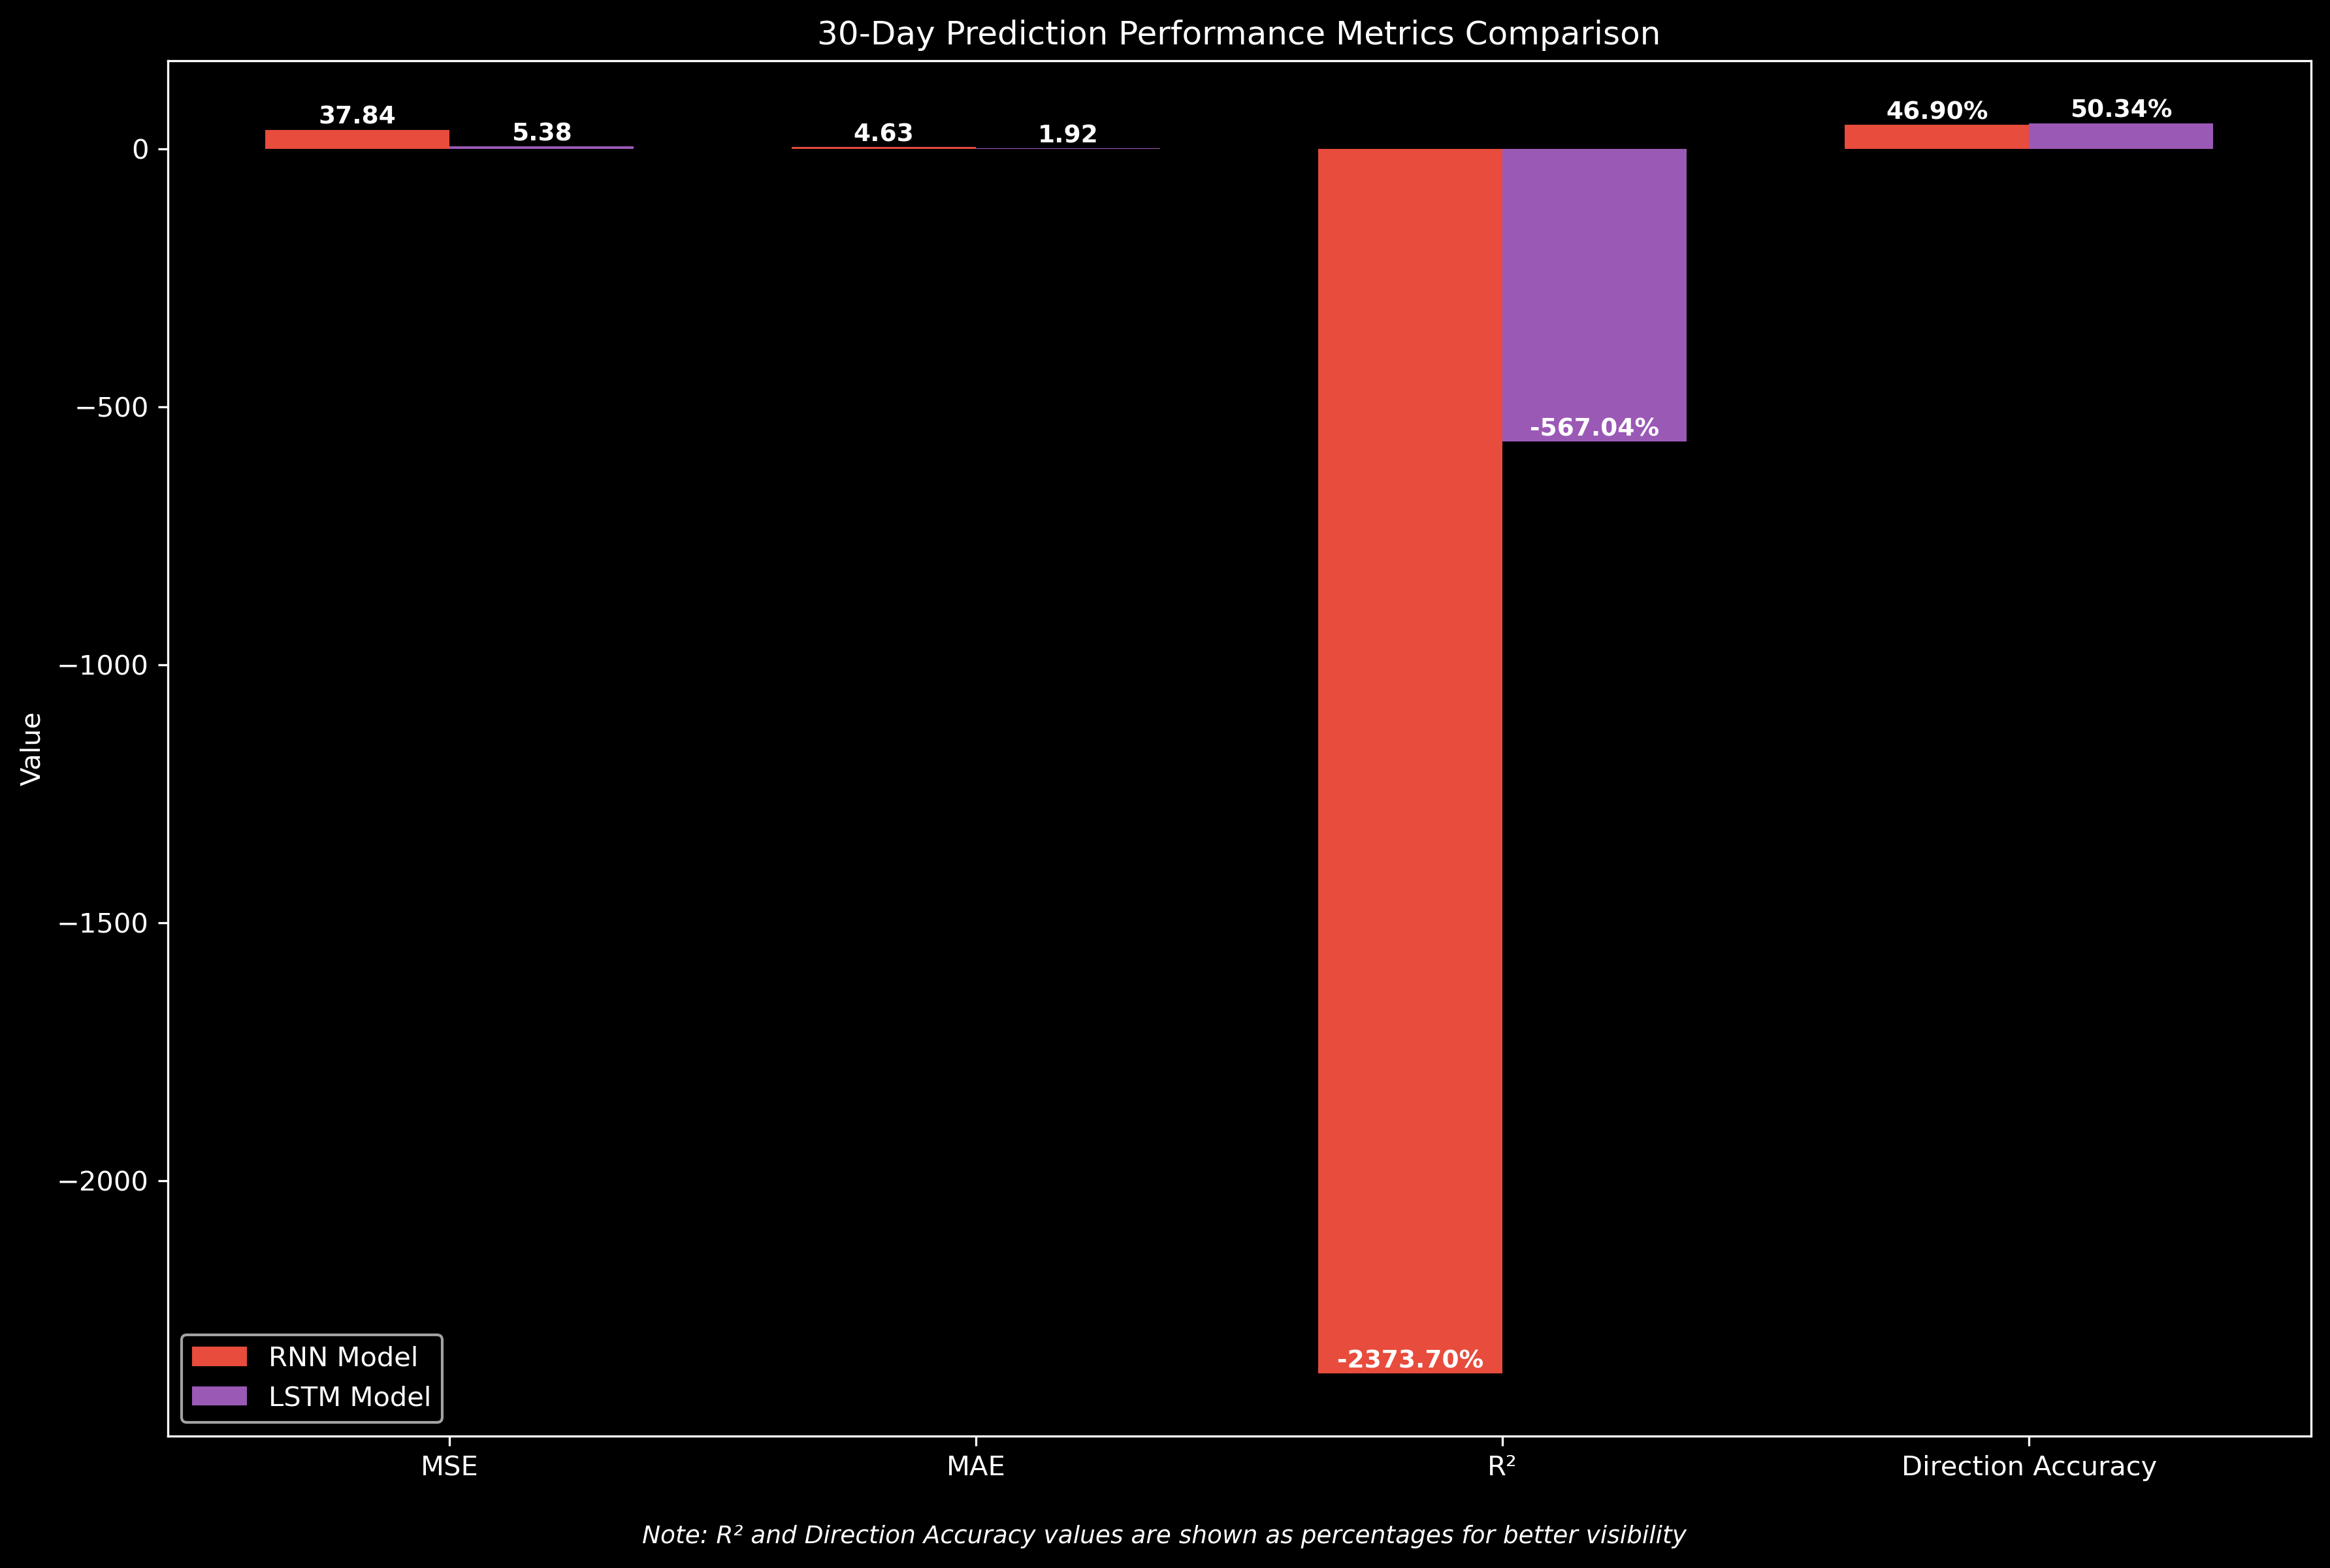 30-Day Prediction Performance Metrics Comparison
37.84
5.38
4.63
1.92
46.90%
50.34%
0
−500
−567.04%
−1000
Value
−1500
−2000
-2373.70%
RNN Model
LSTM Model
MSE
MAE
R²
Direction Accuracy
Note: R² and Direction Accuracy values are shown as percentages for better visibility